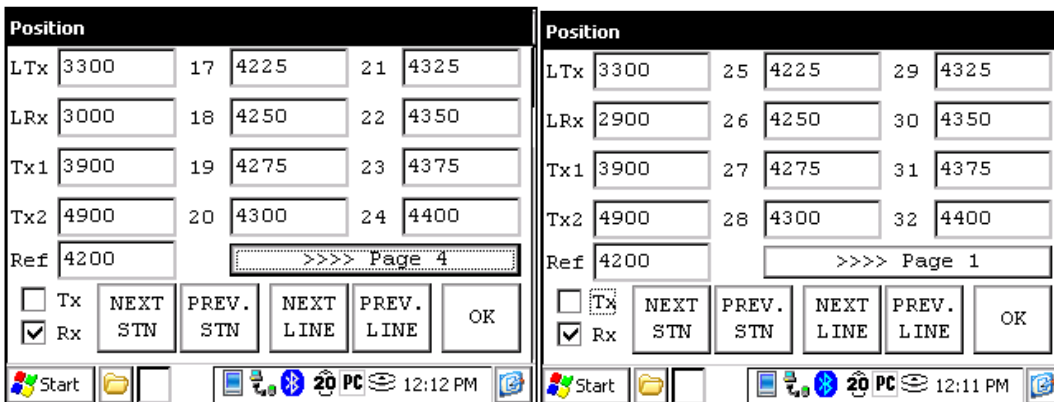 Position
LTx 3300 17 4225 21 4325
LRx 3000 18 4250 22 4350
Tx1 3900 19 4275 23 4375
Tx2 4900 20 4300 24 4400
Ref 4200 >>>> Page 4
Tx
Rx
NEXT STN
PREV. STN
NEXT LINE
PREV. LINE
OK
Start 20 PC 12:12 PM
Position
LTx 3300 25 4225 29 4325
LRx 2900 26 4250 30 4350
Tx1 3900 27 4275 31 4375
Tx2 4900 28 4300 32 4400
Ref 4200 >>>> Page 1
Tx
Rx
NEXT STN
PREV. STN
NEXT LINE
PREV. LINE
OK
Start 20 PC 12:11 PM